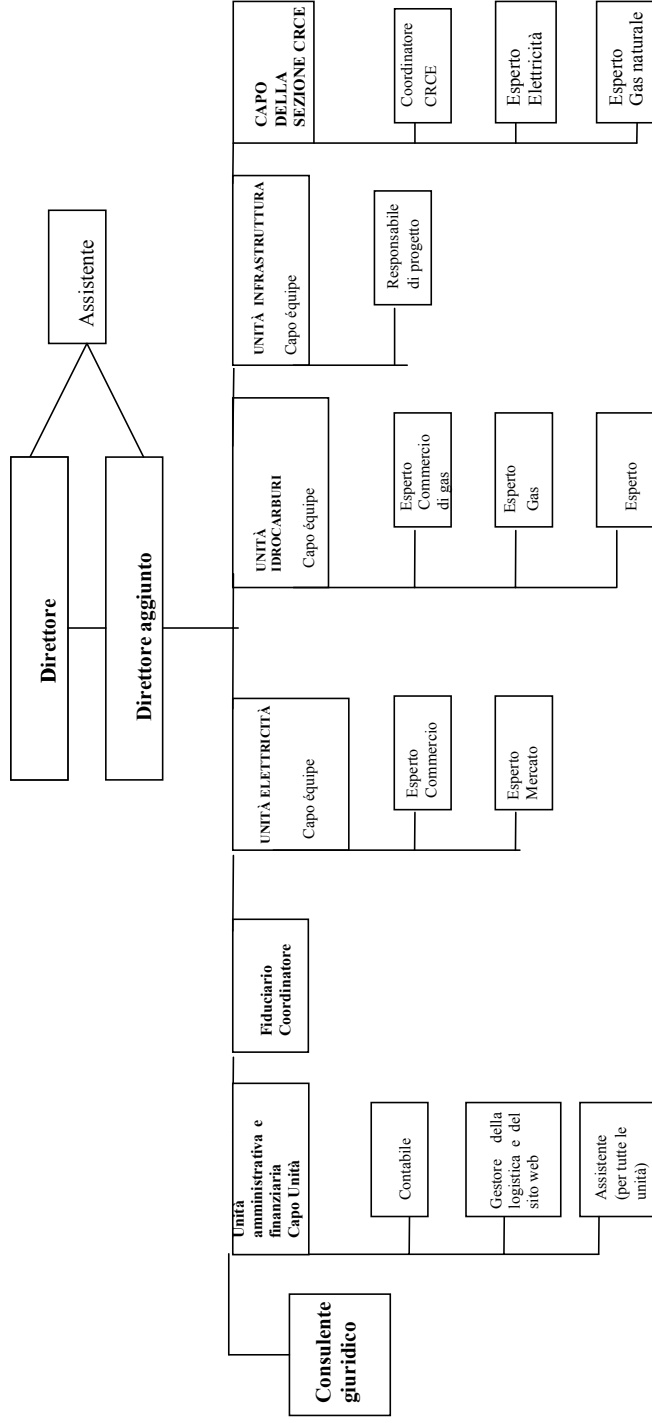 Direttore
Assistente
Direttore aggiunto
Consulente
giuridico
Unità
amministrativa e
finanziaria
Capo Unità
Contabile
Gestore della
logistica e del
sito web
Assistente
(per tutte le
unità)
Fiduciario
Coordinatore
UNITÀ ELETTRICITÀ
Capo équipe
Esperto
Commercio
Esperto
Mercato
UNITÀ
IDROCARBURI
Capo équipe
Esperto
Commercio
di gas
Esperto
Gas
Esperto
UNITÀ INFRASTRUTTURA
Capo équipe
Responsabile
di progetto
CAPO
DELLA
SEZIONE CRCE
Coordinatore
CRCE
Esperto
Elettricità
Esperto
Gas naturale